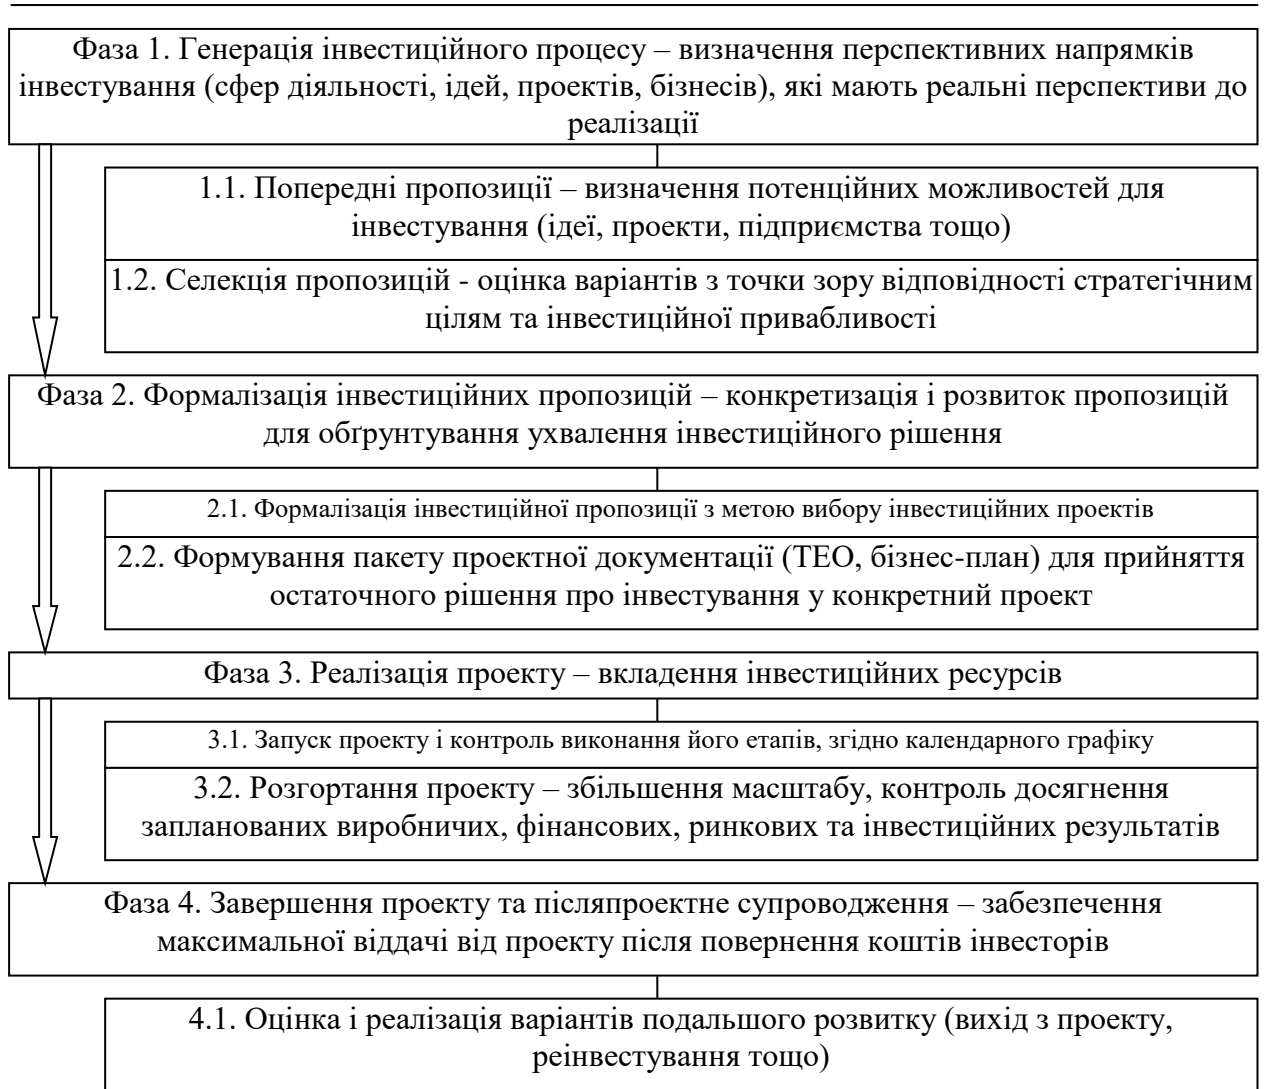 Фаза 1. Генерація інвестиційного процесу – визначення перспективних напрямків
інвестування (сфер діяльності, ідей, проектів, бізнесів), які мають реальні перспективи до
реалізації
1.1. Попередні пропозиції – визначення потенційних можливостей для
інвестування (ідеї, проекти, підприємства тощо)
1.2. Селекція пропозицій - оцінка варіантів з точки зору відповідності стратегічним
цілям та інвестиційної привабливості
Фаза 2. Формалізація інвестиційних пропозицій – конкретизація і розвиток пропозицій
для обґрунтування ухвалення інвестиційного рішення
2.1. Формалізація інвестиційної пропозиції з метою вибору інвестиційних проектів
2.2. Формування пакету проектної документації (ТЕО, бізнес-план) для прийняття
остаточного рішення про інвестування у конкретний проект
Фаза 3. Реалізація проекту – вкладення інвестиційних ресурсів
3.1. Запуск проекту і контроль виконання його етапів, згідно календарного графіку
3.2. Розгортання проекту – збільшення масштабу, контроль досягнення
запланованих виробничих, фінансових, ринкових та інвестиційних результатів
Фаза 4. Завершення проекту та післяпроектне супроводження – забезпечення
максимальної віддачі від проекту після повернення коштів інвесторів
4.1. Оцінка і реалізація варіантів подальшого розвитку (вихід з проекту,
реінвестування тощо)